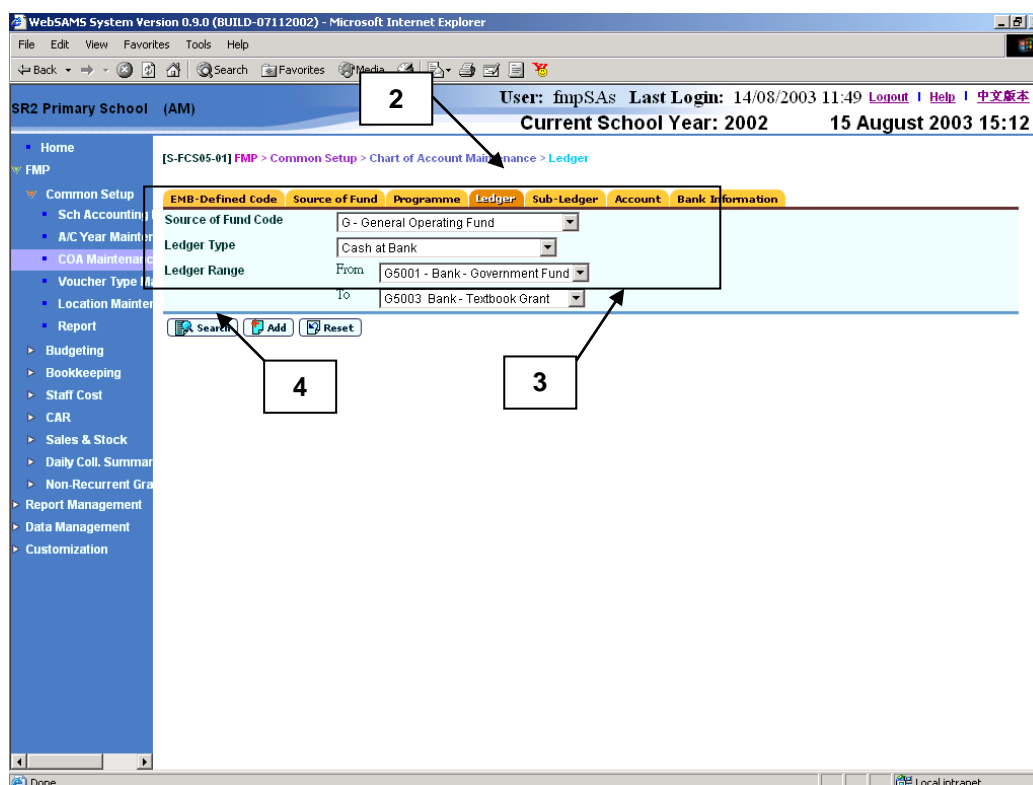 WebSAMS System Version 0.9.0 (BUILD-07112002) - Microsoft Internet Explorer
File Edit View Favorites Tools Help
Back Search Favorites Media
SR2 Primary School (AM)
User: fmpSAs Last Login: 14/08/2003 11:49 Logout | Help | 中文版本
Current School Year: 2002 15 August 2003 15:12
2
Home
FMP
Common Setup
Sch Accounting
A/C Year Mainter
COA Maintenanc
Voucher Type Ma
Location Mainter
Report
Budgeting
Bookkeeping
Staff Cost
CAR
Sales & Stock
Daily Coll. Summar
Non-Recurrent Gra
Report Management
Data Management
Customization
[S-FCS05-01] FMP > Common Setup > Chart of Account Maintenance > Ledger
EMB-Defined Code Source of Fund Programme Ledger Sub-Ledger Account Bank Information
Source of Fund Code G - General Operating Fund
Ledger Type Cash at Bank
Ledger Range From G5001 - Bank - Government Fund
To G5003 Bank - Textbook Grant
Search Add Reset
4
3
Done Local intranet